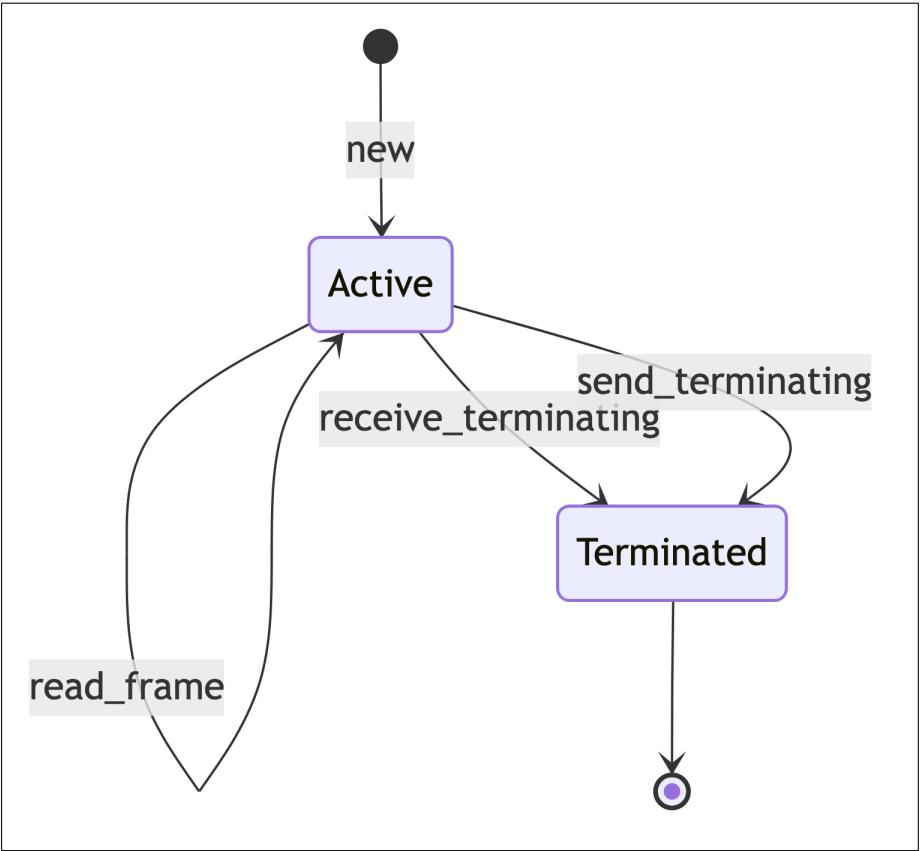 new
Active
send_terminating
receive_terminating
Terminated
read_frame